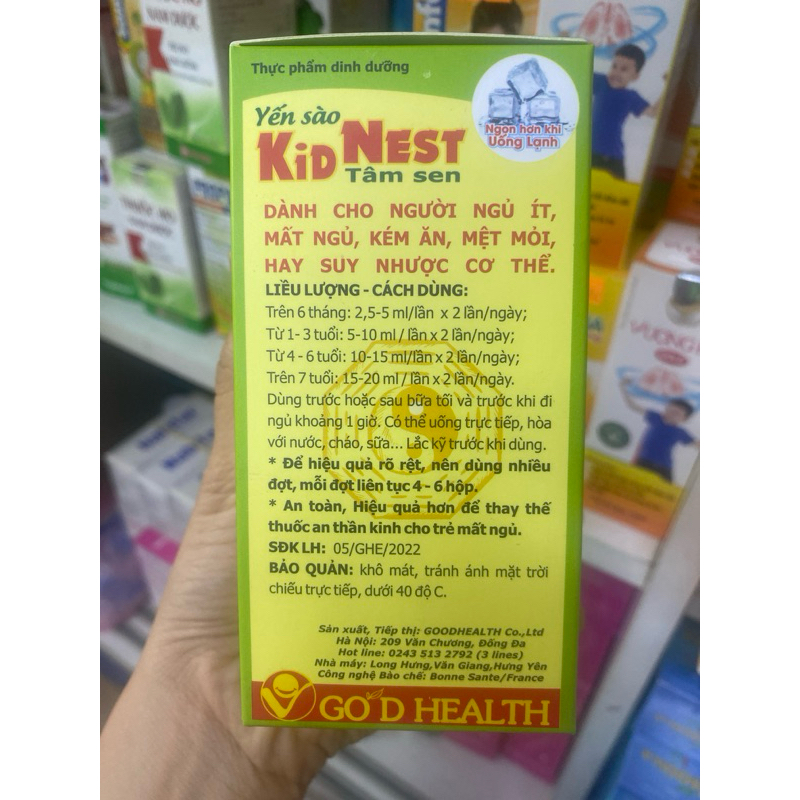 Thực phẩm dinh dưỡng
Ngon hơn khi
Uống Lạnh
Yến sào
KiD NEST
Tâm sen
DÀNH CHO NGƯỜI NGỦ ÍT,
MẤT NGỦ, KÉM ĂN, MỆT MỎI,
HAY SUY NHƯỢC CƠ THỂ.
LIỀU LƯỢNG - CÁCH DÙNG:
Trên 6 tháng: 2,5-5 ml/lần x 2 lần/ngày;
Từ 1- 3 tuổi: 5-10 ml / lần x 2 lần/ngày;
Từ 4 - 6 tuổi: 10-15 ml / lần x 2 lần/ngày;
Trên 7 tuổi: 15-20 ml / lần x 2 lần/ngày.
Dùng trước hoặc sau bữa tối và trước khi đi
ngủ khoảng 1 giờ. Có thể uống trực tiếp, hòa
với nước, cháo, sữa... Lắc kỹ trước khi dùng.
* Để hiệu quả rõ rệt, nên dùng nhiều
đợt, mỗi đợt liên tục 4 - 6 hộp.
* An toàn, Hiệu quả hơn để thay thế
thuốc an thần kinh cho trẻ mất ngủ.
SĐK LH: 05/GHE/2022
BẢO QUẢN: khô mát, tránh ánh mặt trời
chiếu trực tiếp, dưới 40 độ C.
Sản xuất, Tiếp thị: GOODHEALTH Co.,Ltd
Hà Nội: 209 Văn Chương, Đống Đa
Hot line: 0243 513 2792 (3 lines)
Nhà máy: Long Hưng,Văn Giang,Hưng Yên
Công nghệ Bào chế: Bonne Sante/France
GO'D HEALTH